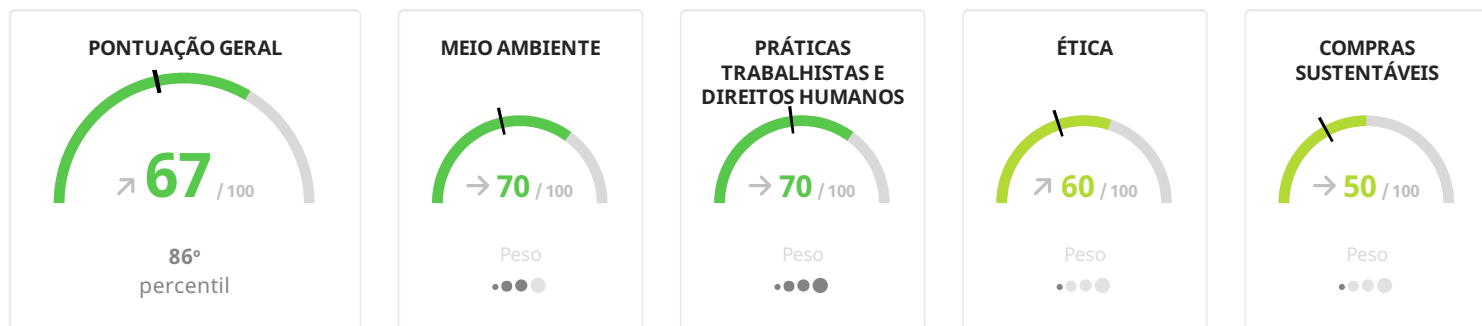 PONTUAÇÃO GERAL
67 / 100
86º
percentil
MEIO AMBIENTE
70 / 100
Peso
PRÁTICAS
TRABALHISTAS E
DIREITOS HUMANOS
70 / 100
Peso
ÉTICA
60 / 100
Peso
COMPRAS
SUSTENTÁVEIS
50 / 100
Peso